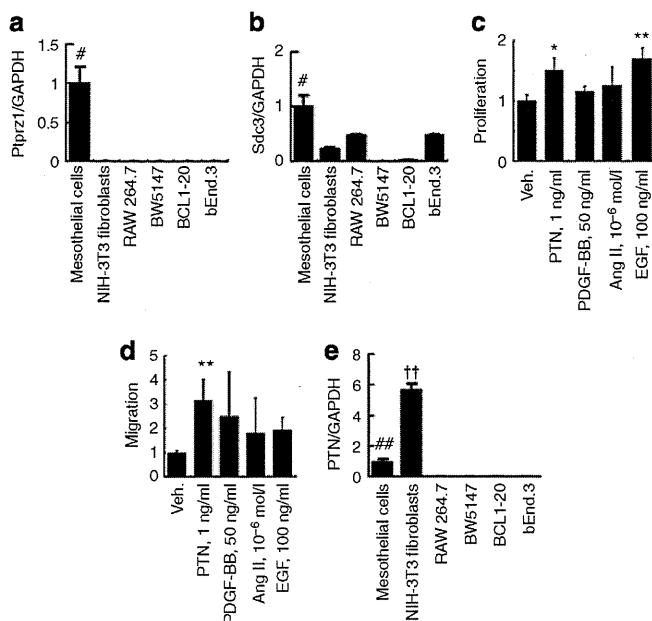 a
Ptprz1/GAPDH
1.5
1
0.5
0
#
Mesothelial cells
NIH-3T3 fibroblasts
RAW 264.7
BW5147
BCL1-20
bEnd.3
b
Sdc3/GAPDH
2
1
0
#
Mesothelial cells
NIH-3T3 fibroblasts
RAW 264.7
BW5147
BCL1-20
bEnd.3
c
Proliferation
2
1
0
*
**
Veh.
PTN, 1 ng/ml
PDGF-BB, 50 ng/ml
Ang II, 10⁻⁶ mol/l
EGF, 100 ng/ml
d
Migration
5
4
3
2
1
0
**
Veh.
PTN, 1 ng/ml
PDGF-BB, 50 ng/ml
Ang II, 10⁻⁶ mol/l
EGF, 100 ng/ml
e
PTN/GAPDH
8
6
4
2
0
##
††
Mesothelial cells
NIH-3T3 fibroblasts
RAW 264.7
BW5147
BCL1-20
bEnd.3